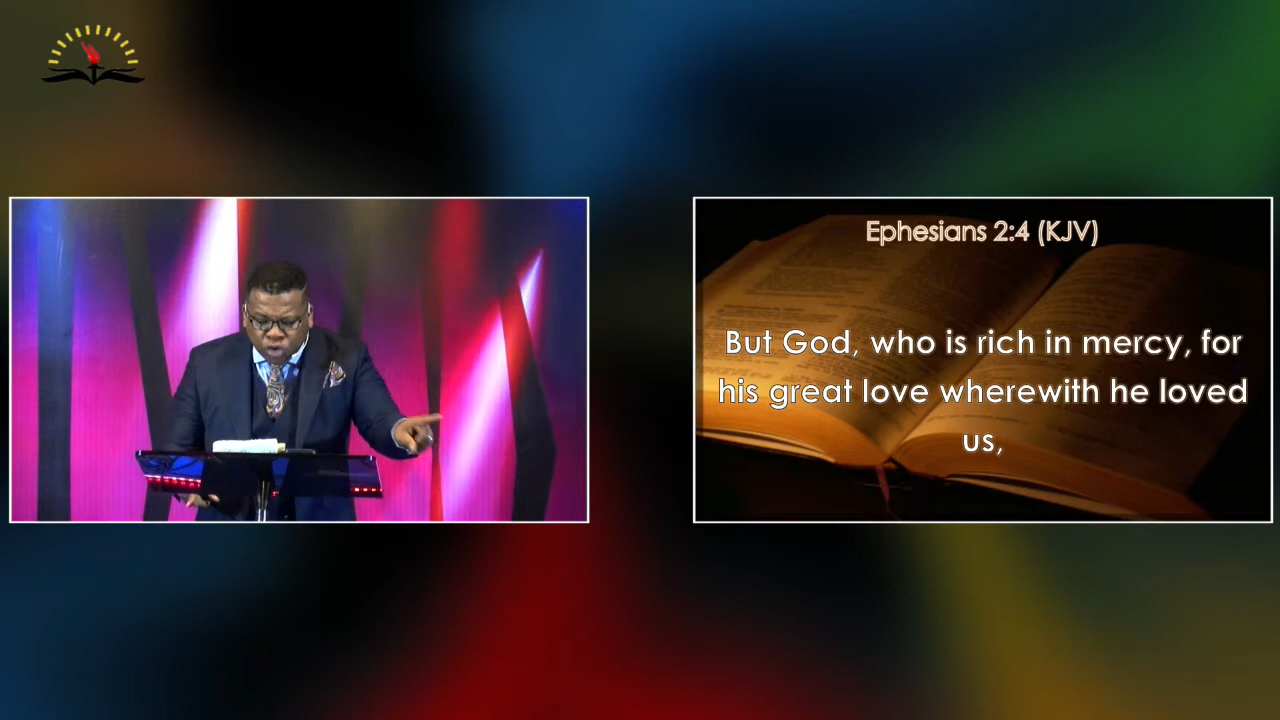 Ephesians 2:4 (KJV)
But God, who is rich in mercy, for
his great love wherewith he loved
us,